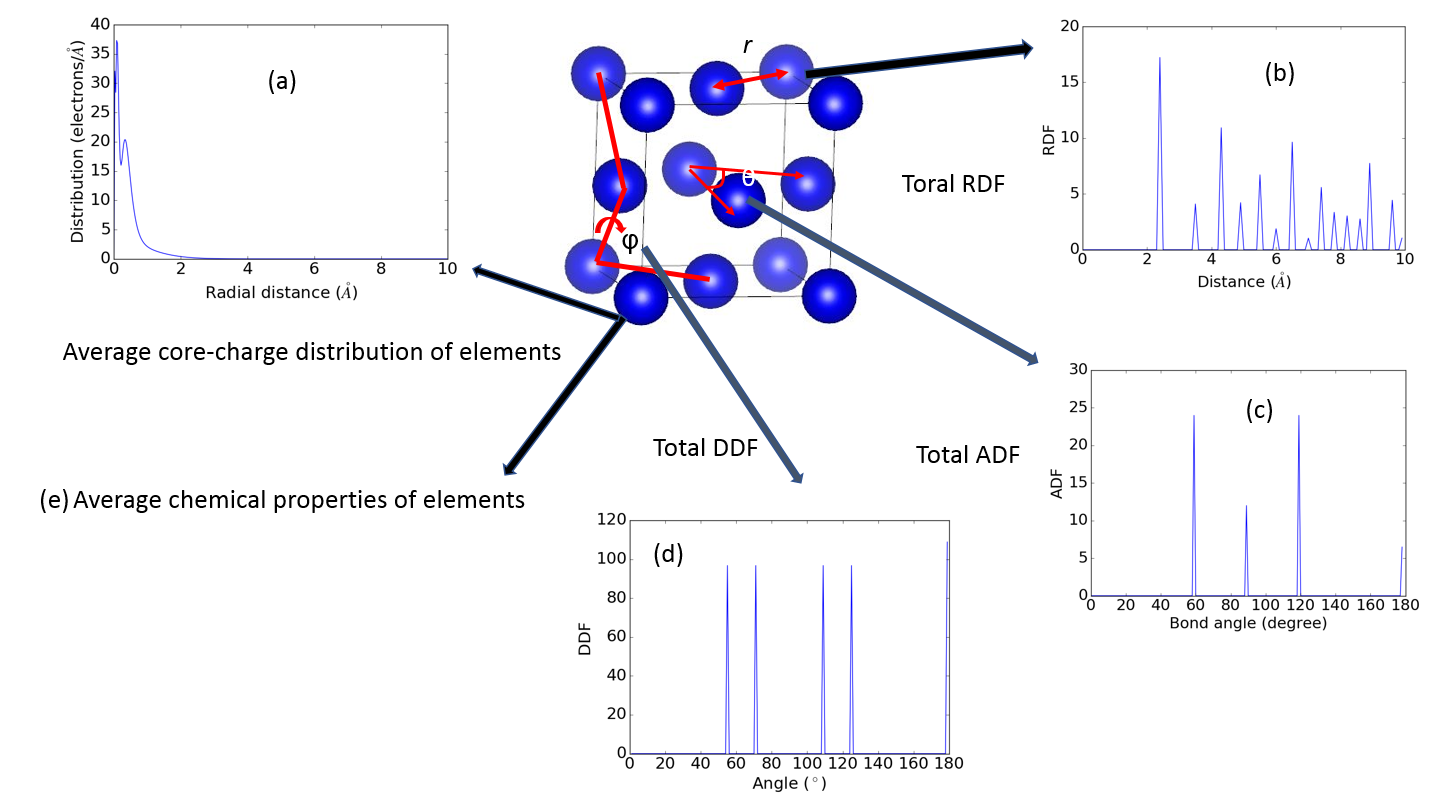 40
35
30
25
20
15
10
5
0
0 2 4 6 8 10
Distribution (electrons/Å)
Radial distance (Å)
(a)
Average core-charge distribution of elements
(e) Average chemical properties of elements
r
θ
φ
Toral RDF
Total DDF
Total ADF
20
15
10
5
0
0 2 4 6 8 10
RDF
Distance (Å)
(b)
30
25
20
15
10
5
0
0 20 40 60 80 100 120 140 160 180
ADF
Bond angle (degree)
(c)
120
100
80
60
40
20
0
0 20 40 60 80 100 120 140 160 180
DDF
Angle (°)
(d)